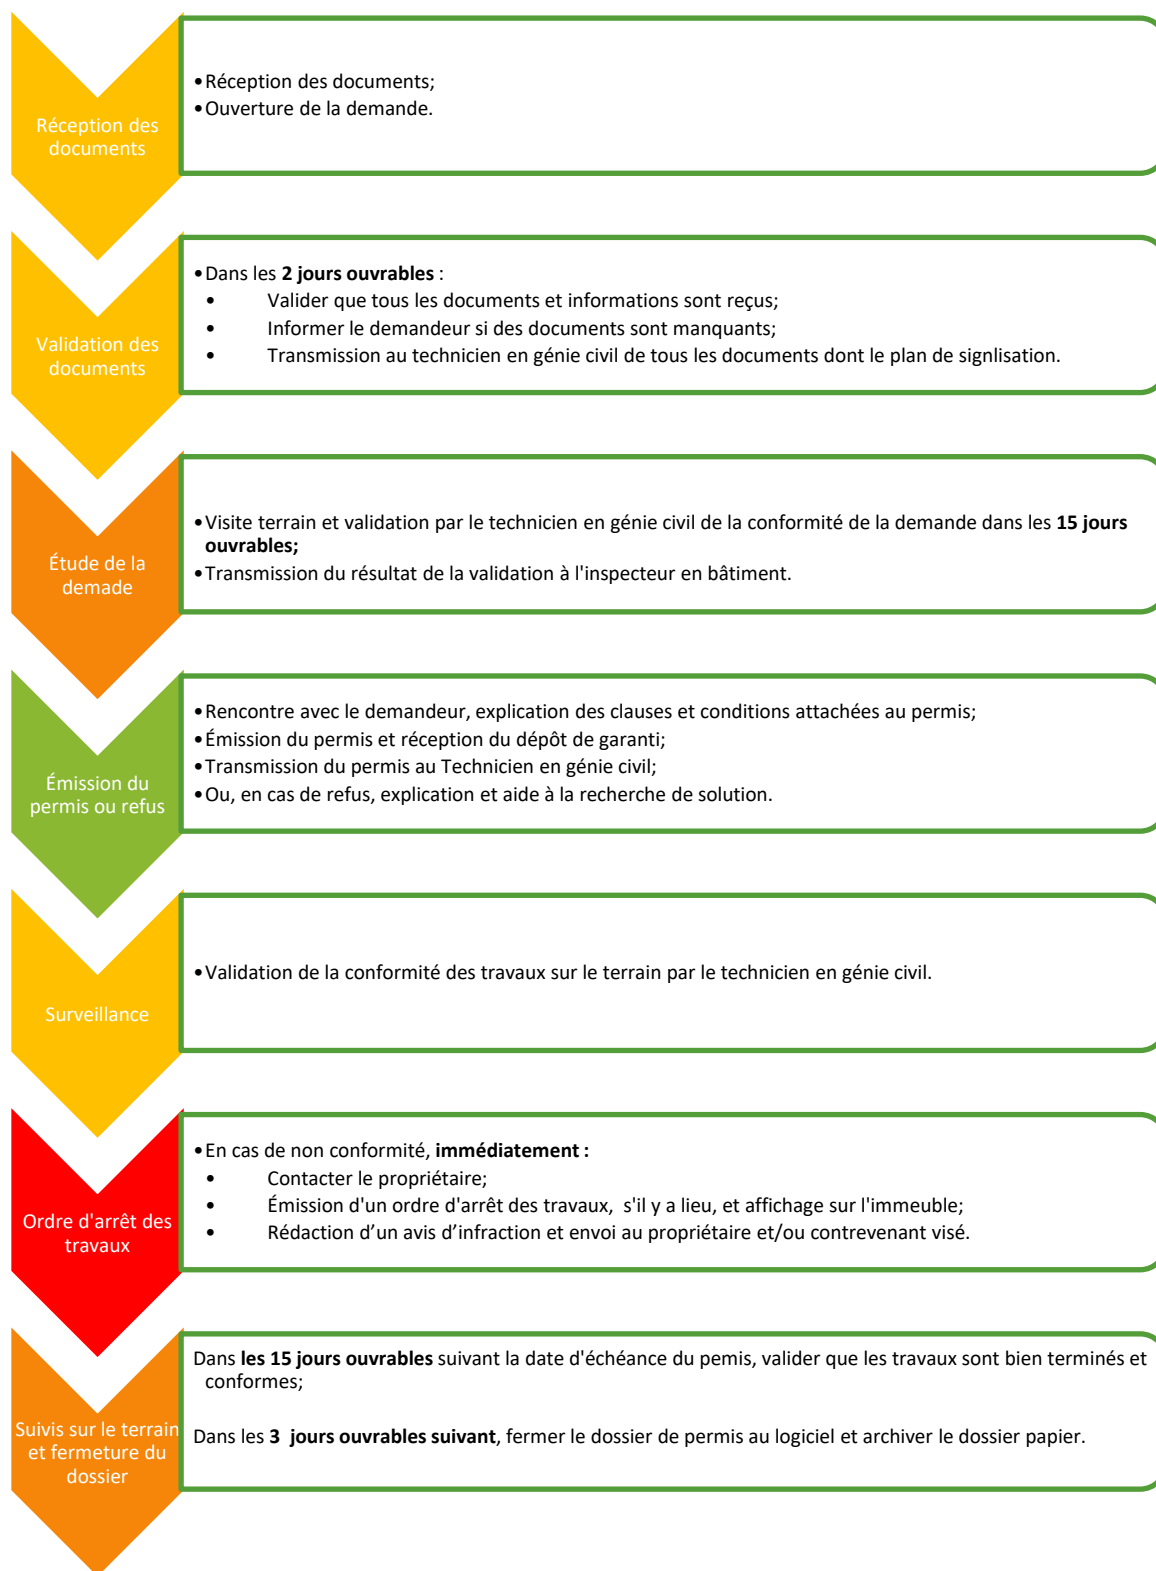 Réception des
documents
•Réception des documents;
•Ouverture de la demande.
Validation des
documents
•Dans les 2 jours ouvrables :
• Valider que tous les documents et informations sont reçus;
• Informer le demandeur si des documents sont manquants;
• Transmission au technicien en génie civil de tous les documents dont le plan de signlisation.
Étude de la
demade
•Visite terrain et validation par le technicien en génie civil de la conformité de la demande dans les 15 jours
ouvrables;
•Transmission du résultat de la validation à l'inspecteur en bâtiment.
Émission du
permis ou refus
•Rencontre avec le demandeur, explication des clauses et conditions attachées au permis;
•Émission du permis et réception du dépôt de garanti;
•Transmission du permis au Technicien en génie civil;
•Ou, en cas de refus, explication et aide à la recherche de solution.
Surveillance
•Validation de la conformité des travaux sur le terrain par le technicien en génie civil.
Ordre d'arrêt des
travaux
•En cas de non conformité, immédiatement :
• Contacter le propriétaire;
• Émission d'un ordre d'arrêt des travaux, s'il y a lieu, et affichage sur l'immeuble;
• Rédaction d’un avis d’infraction et envoi au propriétaire et/ou contrevenant visé.
Suivis sur le terrain
et fermeture du
dossier
Dans les 15 jours ouvrables suivant la date d'échéance du pemis, valider que les travaux sont bien terminés et
conformes;
Dans les 3 jours ouvrables suivant, fermer le dossier de permis au logiciel et archiver le dossier papier.